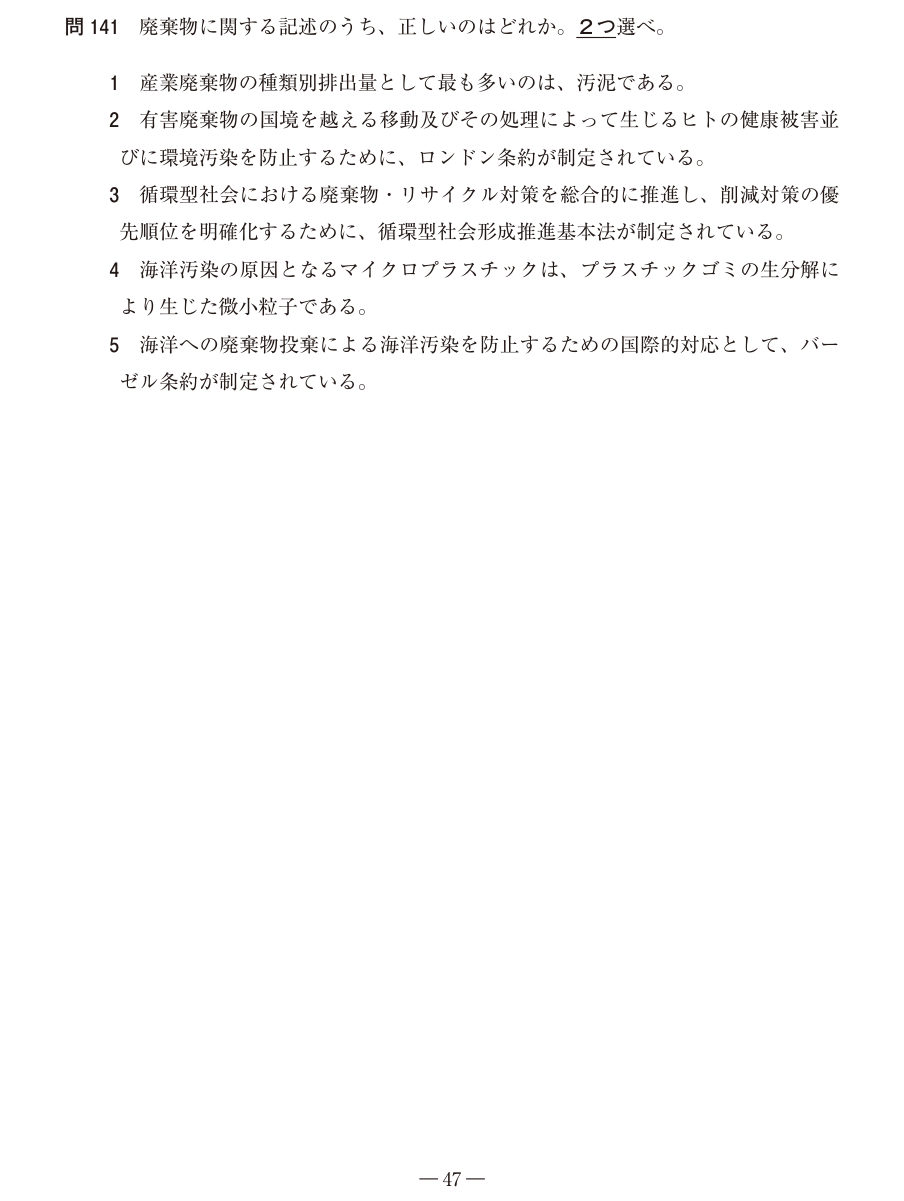 問 141　廃棄物に関する記述のうち、正しいのはどれか。２つ選べ。
1　産業廃棄物の種類別排出量として最も多いのは、汚泥である。
2　有害廃棄物の国境を越える移動及びその処理によって生じるヒトの健康被害並
びに環境汚染を防止するために、ロンドン条約が制定されている。
3　循環型社会における廃棄物・リサイクル対策を総合的に推進し、削減対策の優
先順位を明確化するために、循環型社会形成推進基本法が制定されている。
4　海洋汚染の原因となるマイクロプラスチックは、プラスチックゴミの生分解に
より生じた微小粒子である。
5　海洋への廃棄物投棄による海洋汚染を防止するための国際的対応として、バー
ゼル条約が制定されている。
― 47 ―